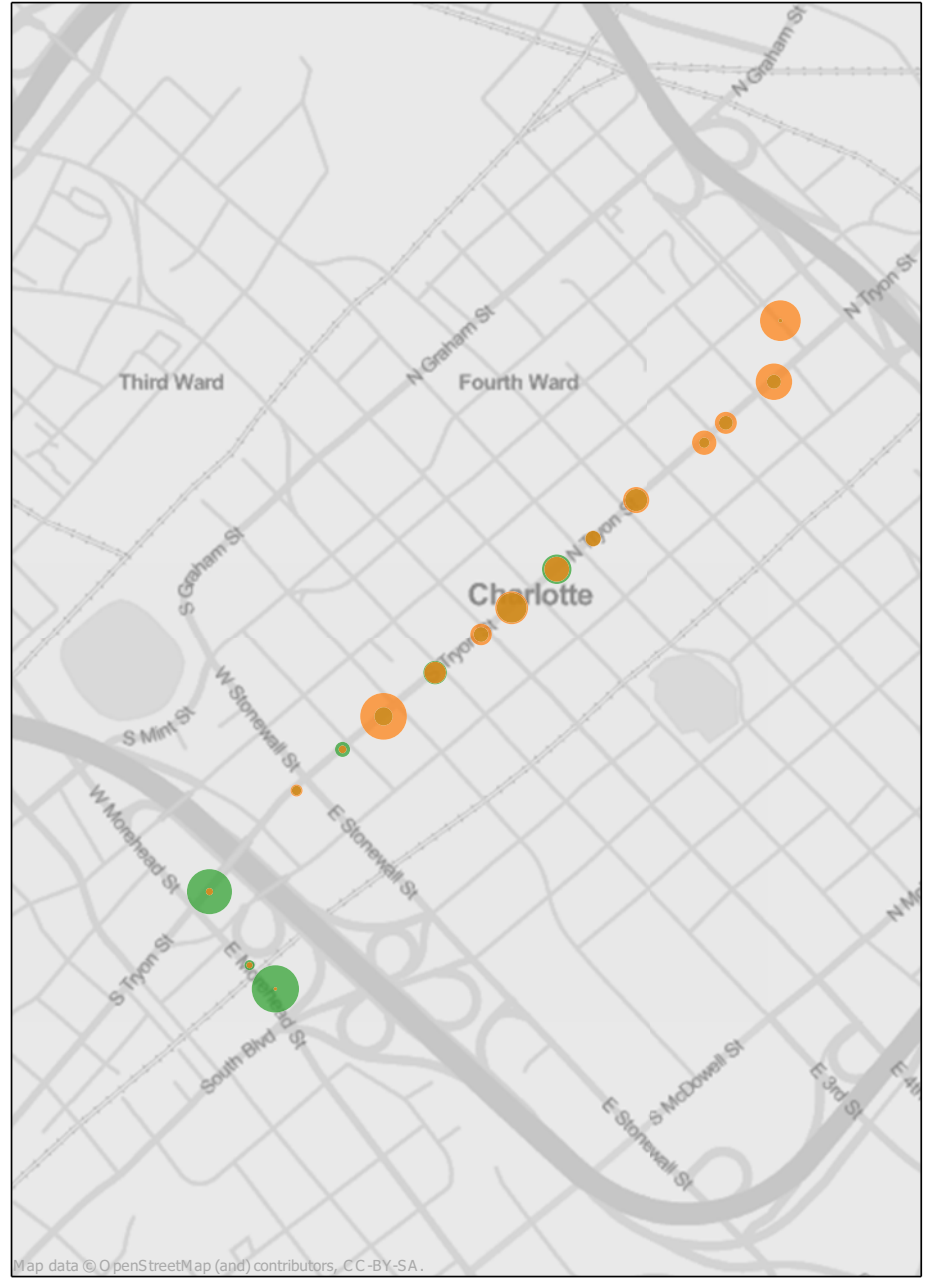 N Graham St
N Tryon St
N Graham St
Third Ward
Fourth Ward
N Tryon S
S Graham St
Charlotte
Tryon St
W Stonewall St
S Mint St
W Morehead St
E Stonewall St
S Tryon St
E Morehead St
South Blvd
S McDowell St
E 3rd St
E 4th
E Stonewall St
Map data © OpenStreetMap (and) contributors, CC-BY-SA.